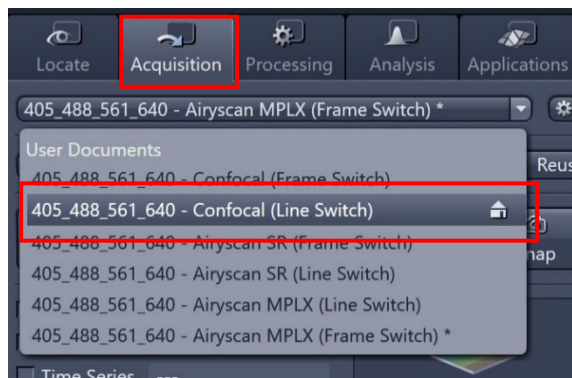 Locate Acquisition Processing Analysis Applications
405_488_561_640 - Airyscan MPLX (Frame Switch) *
User Documents
Reus
405_488_561_640 - Confocal (Frame Switch)
405_488_561_640 - Confocal (Line Switch)
nap
405_488_561_640 - Airyscan SR (Frame Switch)
405_488_561_640 - Airyscan SR (Line Switch)
405_488_561_640 - Airyscan MPLX (Line Switch)
405_488_561_640 - Airyscan MPLX (Frame Switch) *
Time Series